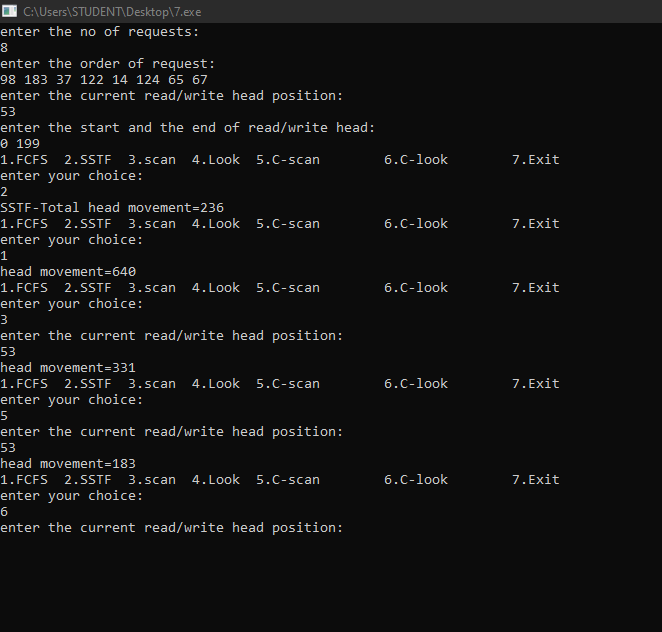 C:\Users\STUDENT\Desktop\7.exe
enter the no of requests:
8
enter the order of request:
98 183 37 122 14 124 65 67
enter the current read/write head position:
53
enter the start and the end of read/write head:
0 199
1.FCFS  2.SSTF  3.scan  4.Look  5.C-scan        6.C-look        7.Exit
enter your choice:
2
SSTF-Total head movement=236
1.FCFS  2.SSTF  3.scan  4.Look  5.C-scan        6.C-look        7.Exit
enter your choice:
1
head movement=640
1.FCFS  2.SSTF  3.scan  4.Look  5.C-scan        6.C-look        7.Exit
enter your choice:
3
enter the current read/write head position:
53
head movement=331
1.FCFS  2.SSTF  3.scan  4.Look  5.C-scan        6.C-look        7.Exit
enter your choice:
5
enter the current read/write head position:
53
head movement=183
1.FCFS  2.SSTF  3.scan  4.Look  5.C-scan        6.C-look        7.Exit
enter your choice:
6
enter the current read/write head position: